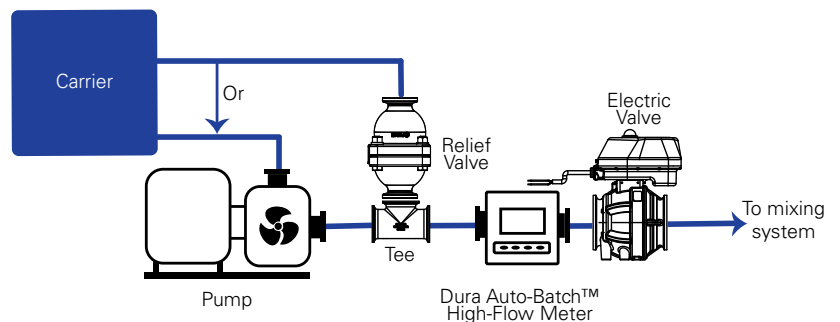 Carrier
Or
Electric
Valve
Relief
Valve
To mixing
system
Tee
Pump
Dura Auto-Batch™
High-Flow Meter